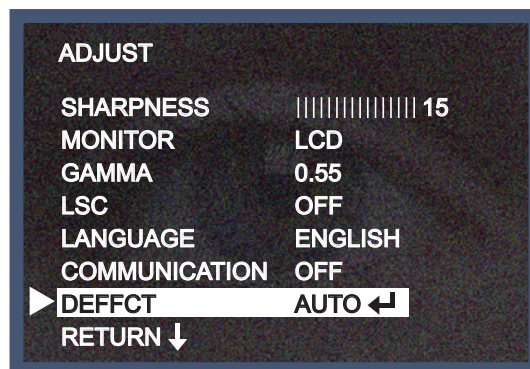 ADJUST
SHARPNESS |||||||||||||||| 15
MONITOR LCD
GAMMA 0.55
LSC OFF
LANGUAGE ENGLISH
COMMUNICATION OFF
DEFFCT AUTO ↵
RETURN ↓